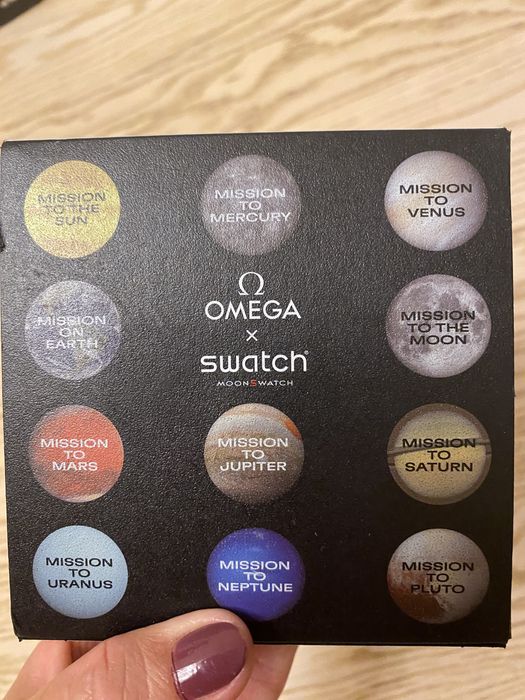 MISSION
TO THE
SUN
MISSION
TO
MERCURY
MISSION
TO
VENUS
MISSION
ON
EARTH
Ω
OMEGA
×
swatch®
MOONSWATCH
MISSION
TO THE
MOON
MISSION
TO
MARS
MISSION
TO
JUPITER
MISSION
TO
SATURN
MISSION
TO
URANUS
MISSION
TO
NEPTUNE
MISSION
TO
PLUTO